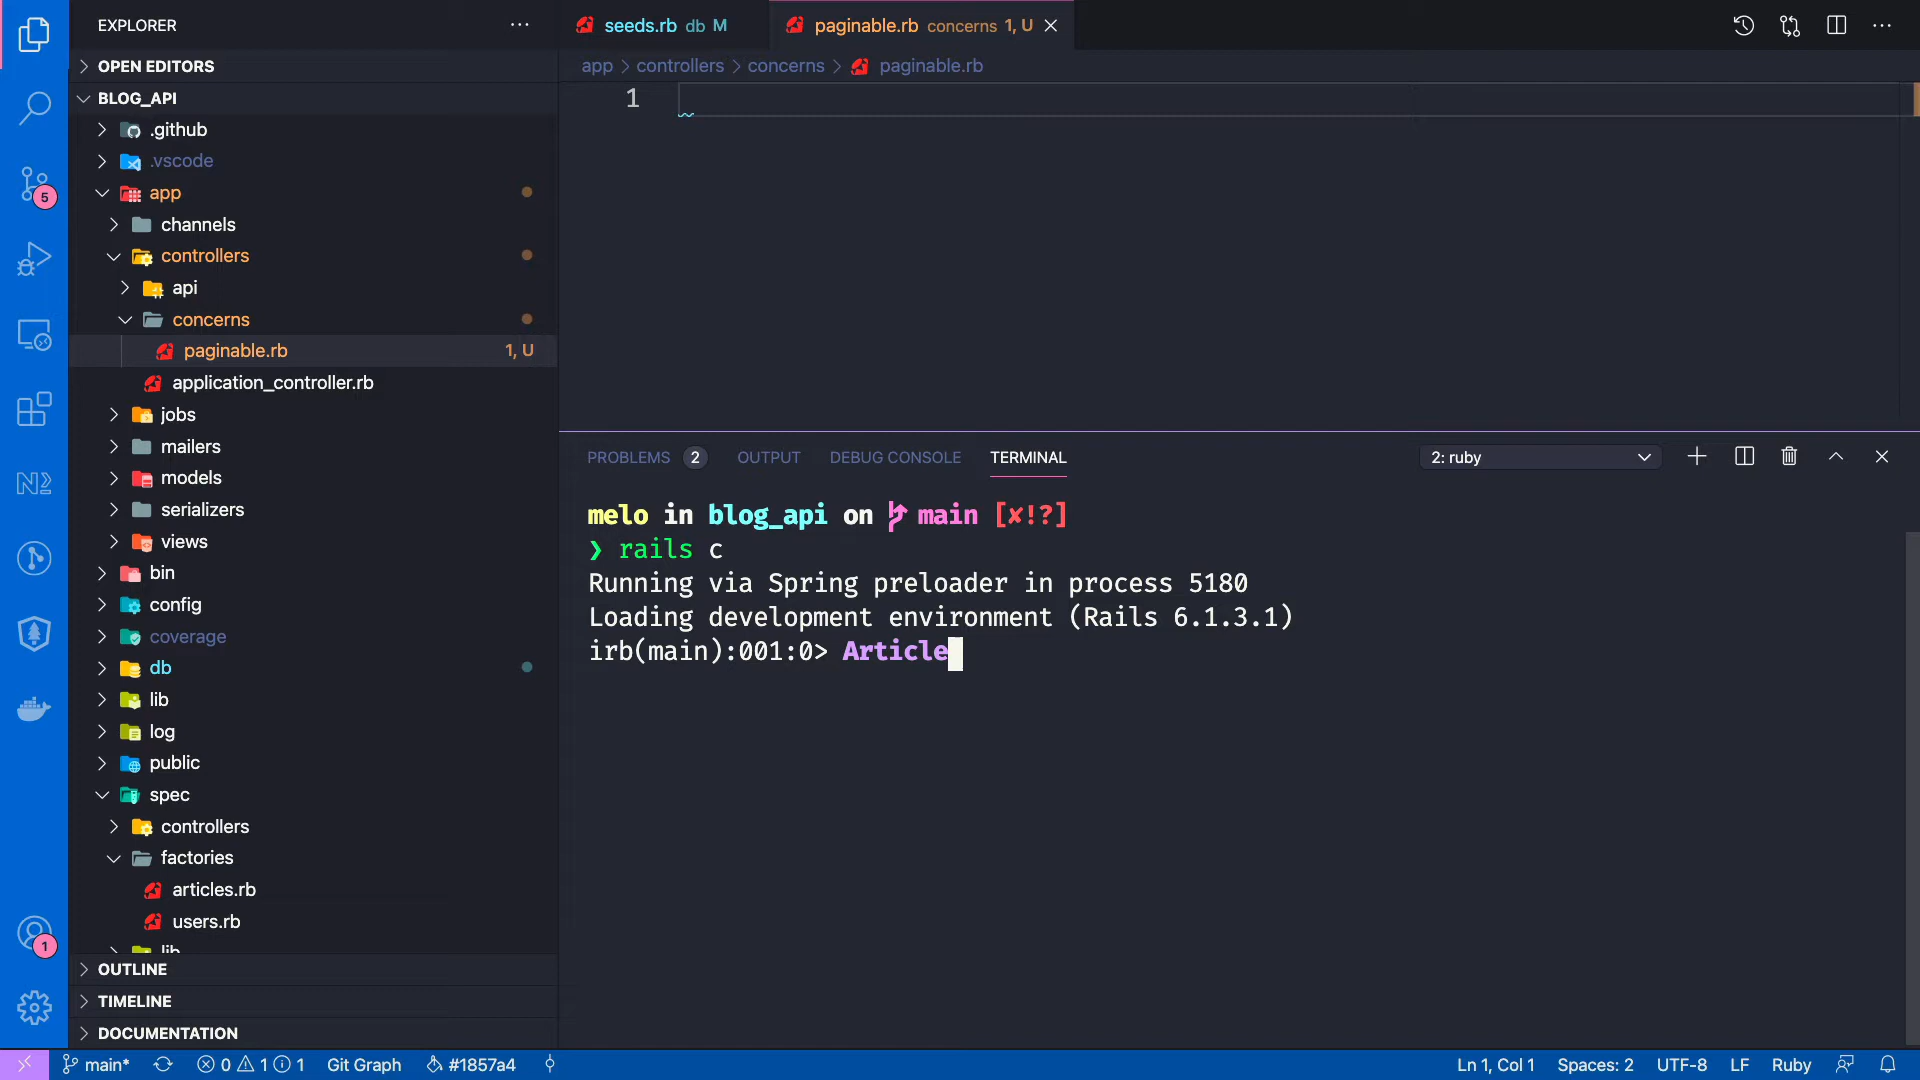 EXPLORER
OPEN EDITORS
BLOG_API
.github
.vscode
app
channels
controllers
api
concerns
paginable.rb 1, U
application_controller.rb
jobs
mailers
models
serializers
views
bin
config
coverage
db
lib
log
public
spec
controllers
factories
articles.rb
users.rb
lib
OUTLINE
TIMELINE
DOCUMENTATION
5
1
seeds.rb db M
paginable.rb concerns 1, U
app > controllers > concerns > paginable.rb
1
PROBLEMS 2 OUTPUT DEBUG CONSOLE TERMINAL
2: ruby
melo in blog_api on main [✘!?]
❯ rails c
Running via Spring preloader in process 5180
Loading development environment (Rails 6.1.3.1)
irb(main):001:0> Article
main* 0 1 1 Git Graph #1857a4
Ln 1, Col 1 Spaces: 2 UTF-8 LF Ruby